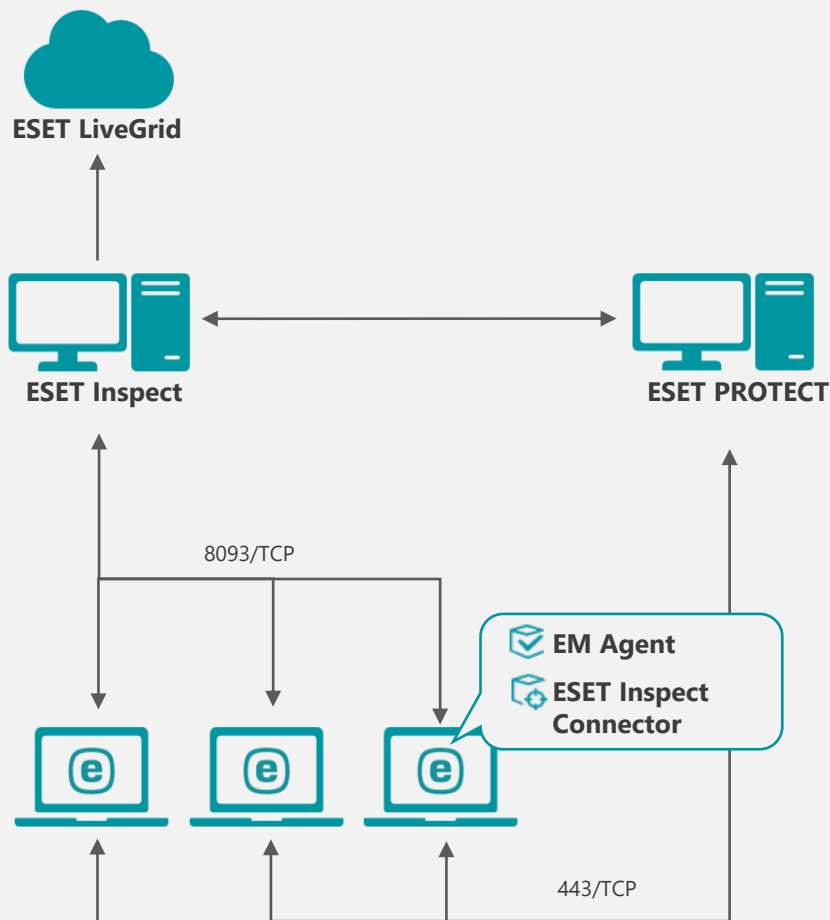 ESET LiveGrid
ESET Inspect
ESET PROTECT
8093/TCP
EM Agent
ESET Inspect
Connector
e
e
e
443/TCP